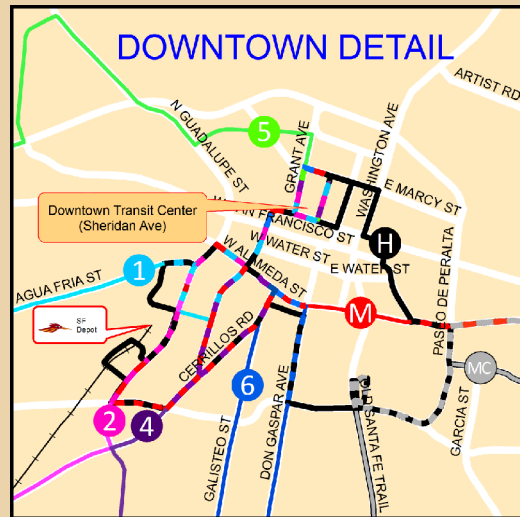 DOWNTOWN DETAIL
ARTIST RD
N GUADALUPE ST
5
GRANT AVE
WASHINGTON AVE
E MARCY ST
Downtown Transit Center
(Sheridan Ave)
W SAN FRANCISCO ST
W WATER ST
H
E WATER ST
PASEO DE PERALTA
1
AGUA FRIA ST
W ALAMEDA ST
M
SF
Depot
CERRILLOS RD
6
MC
2
4
GALISTEO ST
DON GASPAR AVE
OLD SANTA FE TRAIL
GARCIA ST